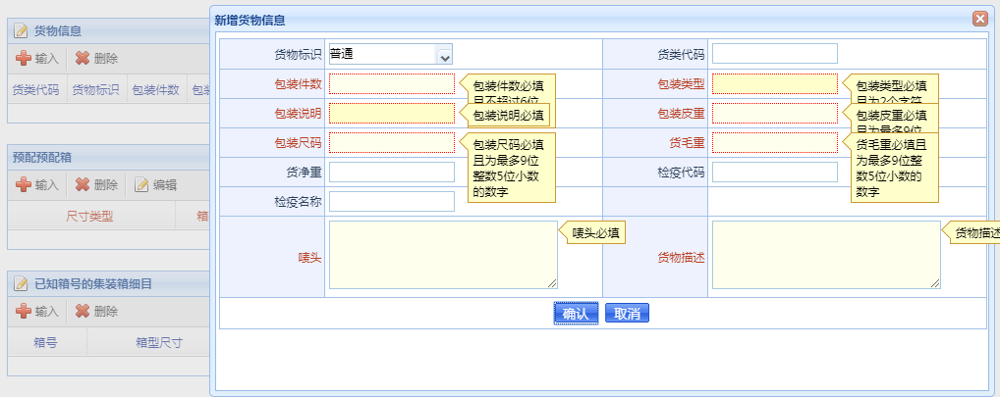 新增货物信息
货物信息
输入 删除
货类代码 货物标识 包装件数
预配预配箱
输入 删除 编辑
尺寸类型 箱
已知箱号的集装箱细目
输入 删除
箱号 箱型尺寸
货物标识 普通 货类代码
包装件数 包装件数必填
且不超过6位
包装类型 包装类型必填
且为2个字符
包装说明 包装说明必填
包装皮重 包装皮重必填
且为最多9位
包装尺码 包装尺码必填
且为最多9位
整数5位小数
的数字
货毛重 货毛重必填且
为最多9位整
数5位小数的
数字
货净重 检疫代码
检疫名称
唛头 唛头必填
货物描述 货物描述
确认 取消